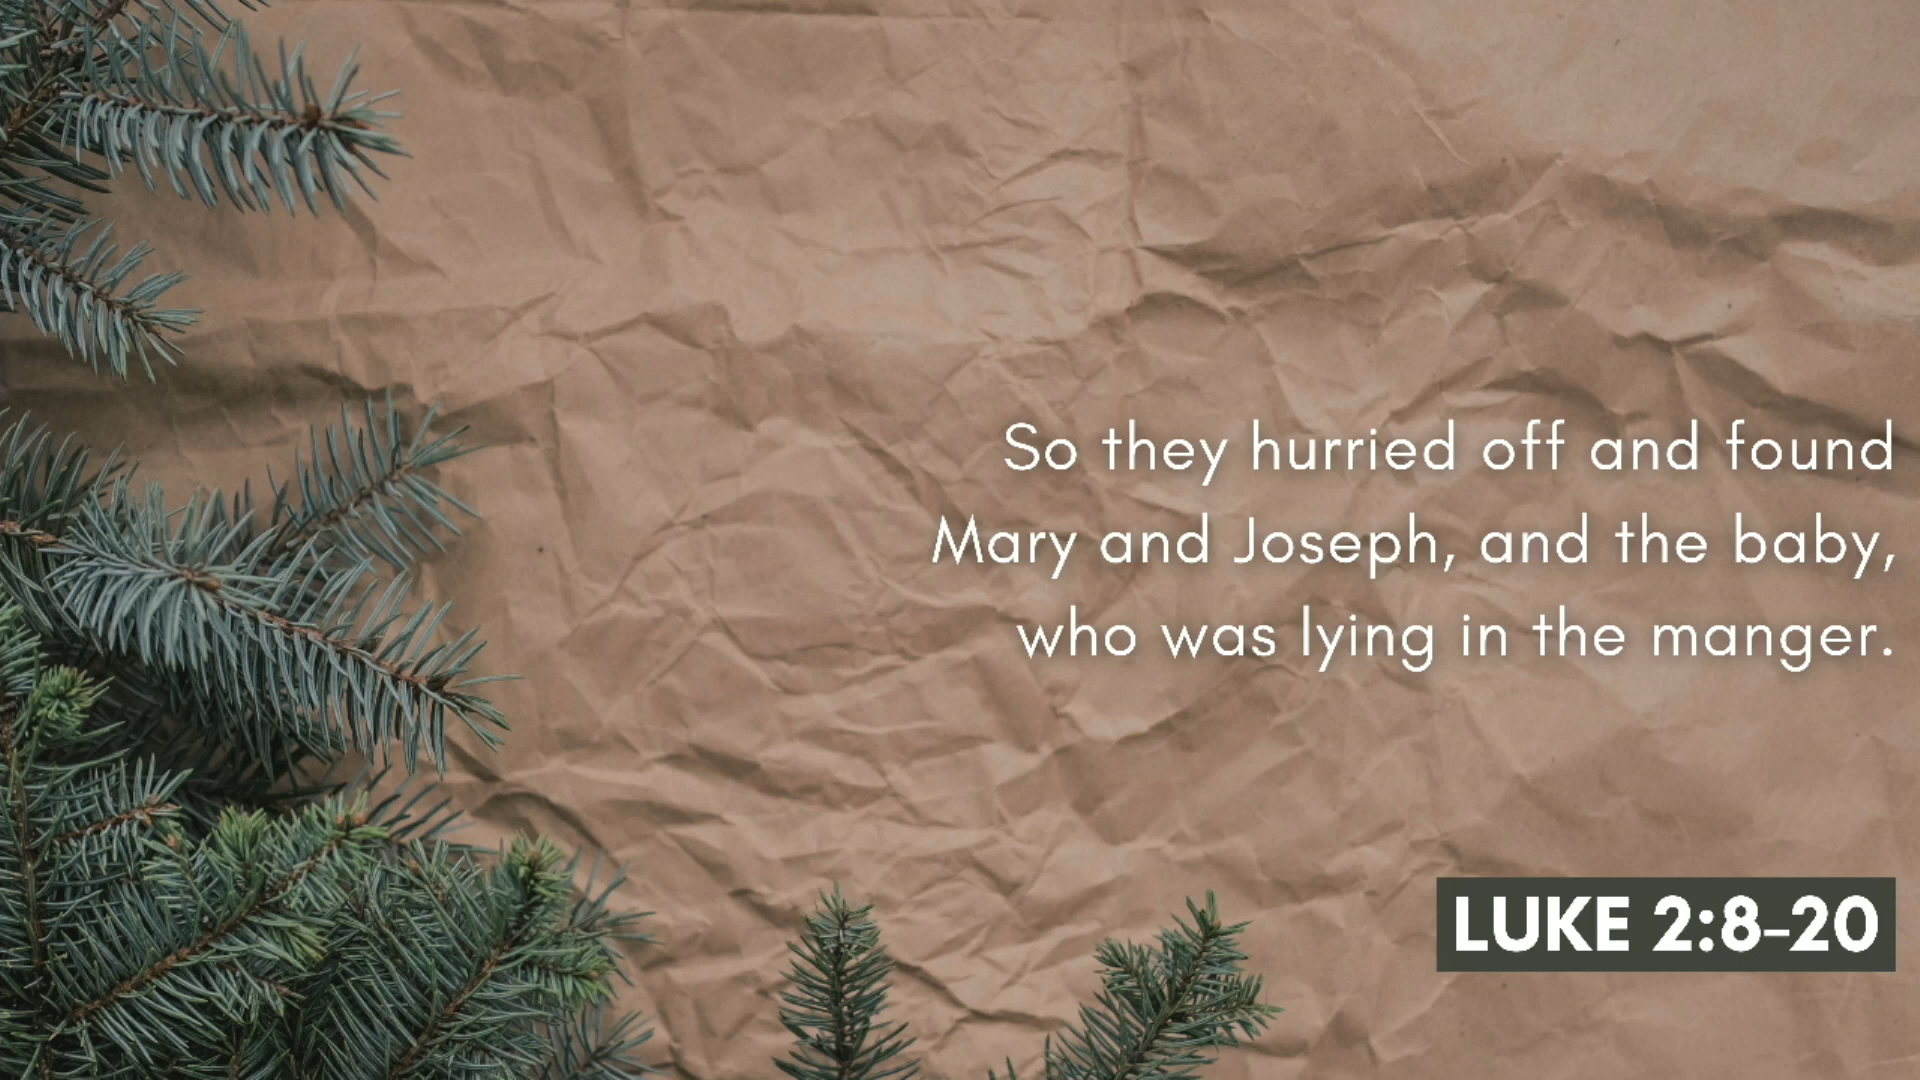 So they hurried off and found
Mary and Joseph, and the baby,
who was lying in the manger.
LUKE 2:8-20